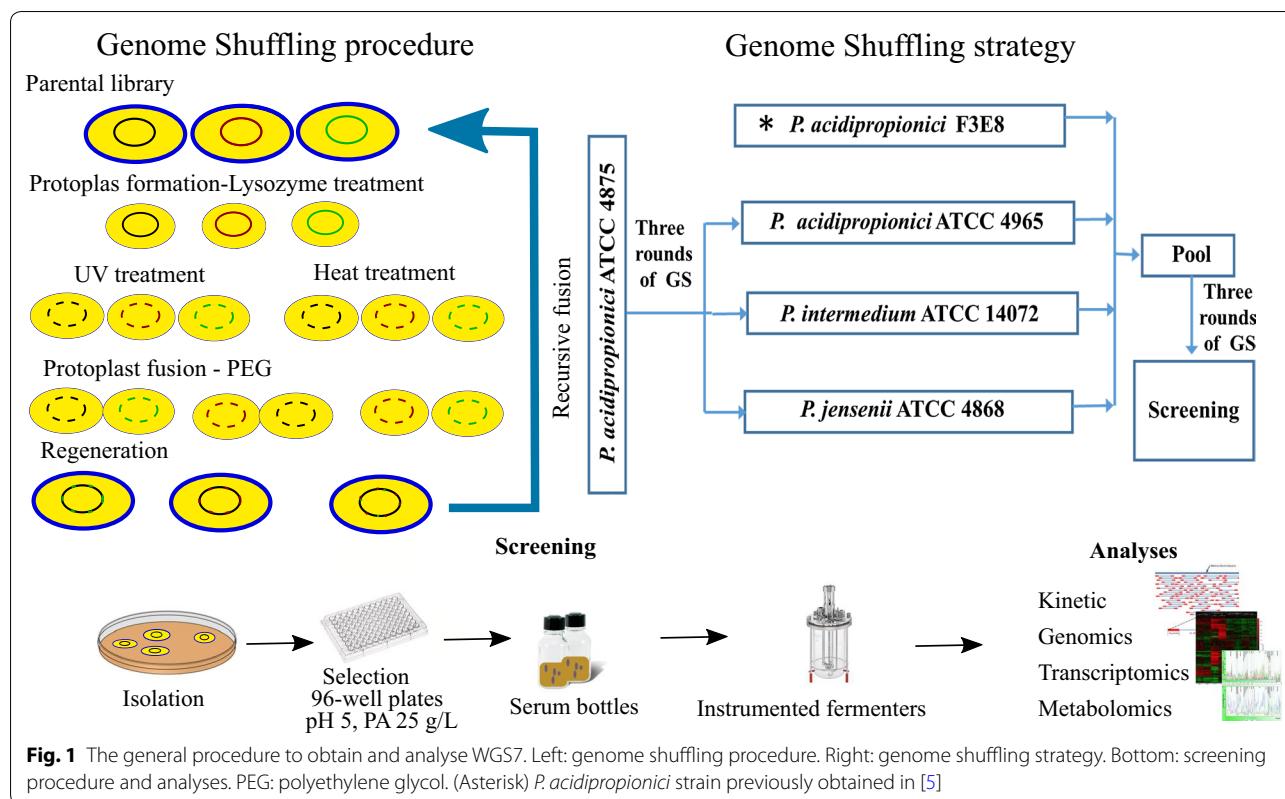 Genome Shuffling procedure
Parental library
Protoplas formation-Lysozyme treatment
UV treatment
Heat treatment
Protoplast fusion - PEG
Regeneration
Recursive fusion
Genome Shuffling strategy
P. acidipropionici ATCC 4875
Three
rounds
of GS
* P. acidipropionici F3E8
P. acidipropionici ATCC 4965
P. intermedium ATCC 14072
P. jensenii ATCC 4868
Pool
Three
rounds
of GS
Screening
Screening
Isolation
Selection
96-well plates
pH 5, PA 25 g/L
Serum bottles
Instrumented fermenters
Analyses
Kinetic
Genomics
Transcriptomics
Metabolomics
Fig. 1 The general procedure to obtain and analyse WGS7. Left: genome shuffling procedure. Right: genome shuffling strategy. Bottom: screening
procedure and analyses. PEG: polyethylene glycol. (Asterisk) P. acidipropionici strain previously obtained in [5]